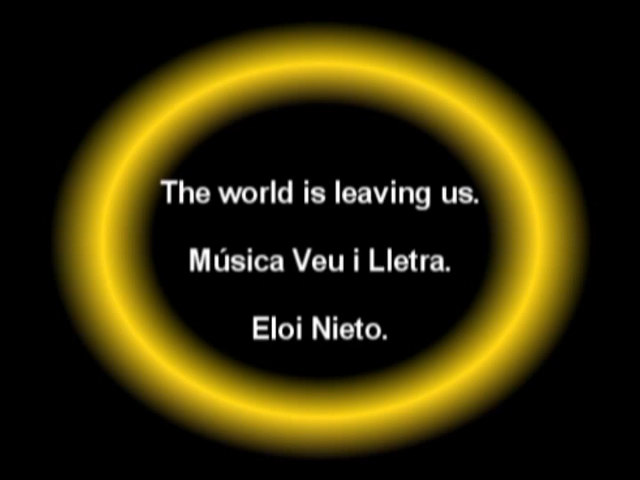 The world is leaving us.
Música Veu i Lletra.
Eloi Nieto.